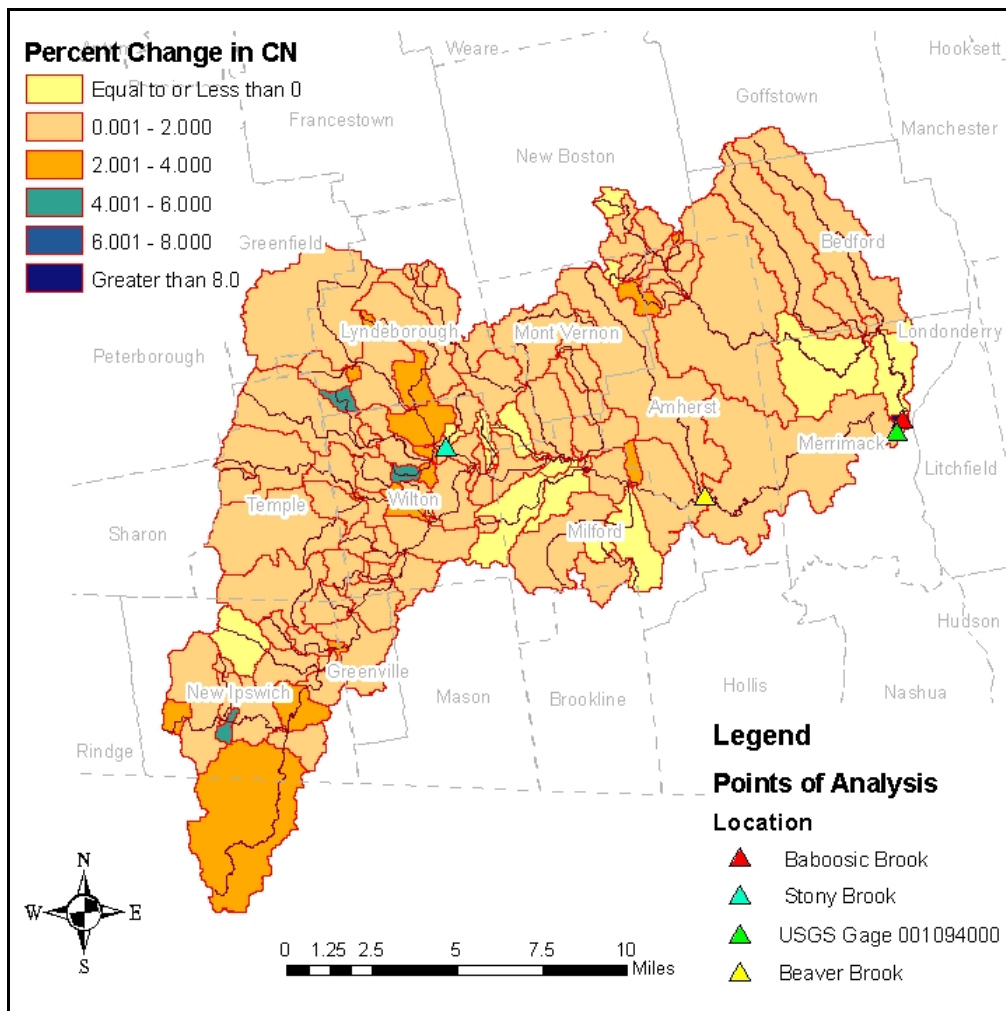 Percent Change in CN
Equal to or Less than 0
0.001 - 2.000
2.001 - 4.000
4.001 - 6.000
6.001 - 8.000
Greater than 8.0
Weare
Hooksett
Goffstown
Francestown
Manchester
New Boston
Greenfield
Bedford
Lyndeborough
Mont Vernon
Londonderry
Peterborough
Amherst
Merrimack
Litchfield
Wilton
Temple
Sharon
Milford
Hudson
Greenville
New Ipswich
Mason
Brookline
Hollis
Nashua
Rindge
Legend
Points of Analysis
Location
Baboosic Brook
Stony Brook
USGS Gage 001094000
Beaver Brook
N
W E
S
0 1.25 2.5 5 7.5 10
Miles